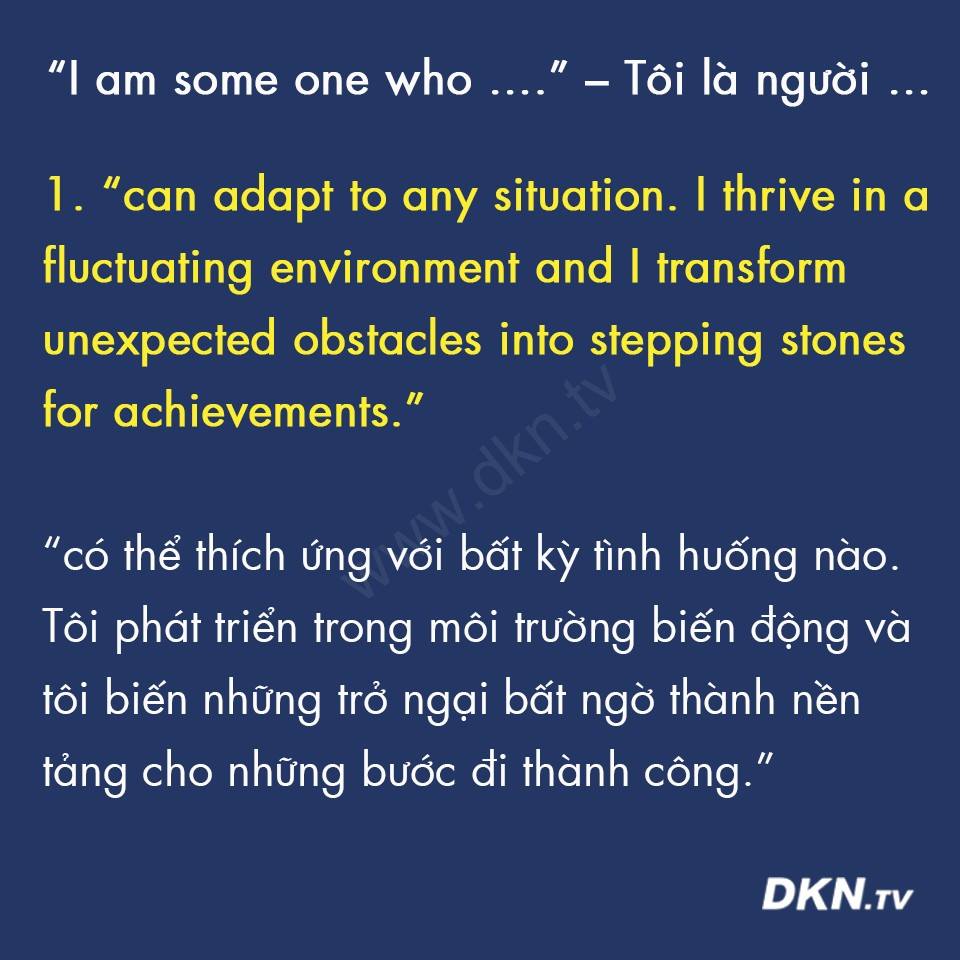 “I am some one who ....” – Tôi là người ...
1. “can adapt to any situation. I thrive in a
fluctuating environment and I transform
unexpected obstacles into stepping stones
for achievements.”
www.dkn.tv
“có thể thích ứng với bất kỳ tình huống nào.
Tôi phát triển trong môi trường biến động và
tôi biến những trở ngại bất ngờ thành nền
tảng cho những bước đi thành công.”
DKN.TV